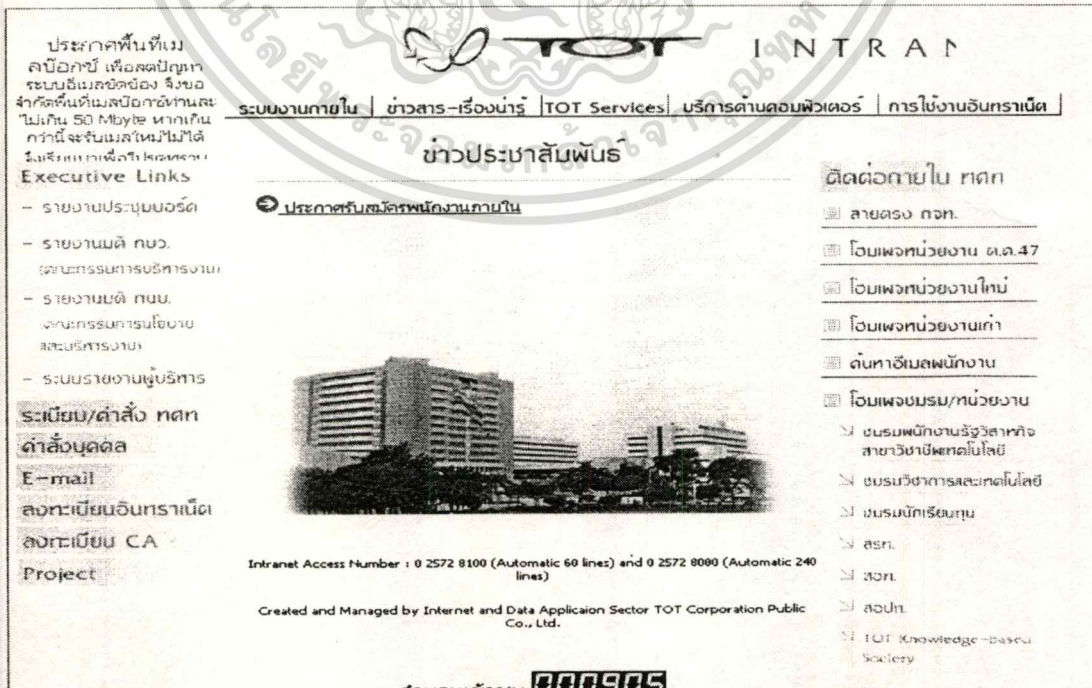 TOT INTRAN
ระบบงานภายใน | ข่าวสาร-เรื่องน่ารู้ | TOT Services | บริการด้านคอมพิวเตอร์ | การใช้งานอินทราเน็ต
ประกาศพื้นที่เม
ลบ๊อกซ์ เพื่อลดปัญหา
ระบบอีเมลขัดข้อง จึงขอ
จำกัดพื้นที่เมลบ๊อกซ์ท่านละ
ไม่เกิน 50 Mbyte หากเกิน
กว่านี้จะรับเมลใหม่ไม่ได้
จึงเรียนมาเพื่อโปรดทราบ
Executive Links
- รายงานประชุมบอร์ด
- รายงานมติ กบว.
(คณะกรรมการบริหารงาน)
- รายงานมติ กนบ.
(คณะกรรมการนโยบาย
และบริหารงาน)
- ระบบรายงานผู้บริหาร
ระเบียบ/คำสั่ง ทศท
คำสั่งบุคคล
E-mail
ลงทะเบียนอินทราเน็ต
ลงทะเบียน CA
Project
ข่าวประชาสัมพันธ์
ประกาศรับสมัครพนักงานภายใน
Intranet Access Number : 0 2572 8100 (Automatic 60 lines) and 0 2572 8000 (Automatic 240
lines)
Created and Managed by Internet and Data Applicaion Sector TOT Corporation Public
Co., Ltd.
000905
ติดต่อภายใน ทศท
สายตรง กจท.
โฮมเพจหน่วยงาน ต.ค.47
โฮมเพจหน่วยงานใหม่
โฮมเพจหน่วยงานเก่า
ค้นหาอีเมลพนักงาน
โฮมเพจชมรม/หน่วยงาน
ชมรมพนักงานรัฐวิสาหกิจ
สาขาวิชาชีพเทคโนโลยี
ชมรมวิชาการและเทคโนโลยี
ชมรมนักเรียนทุน
สรท.
สอท.
สอปท.
TOT Knowledge-Based
Society